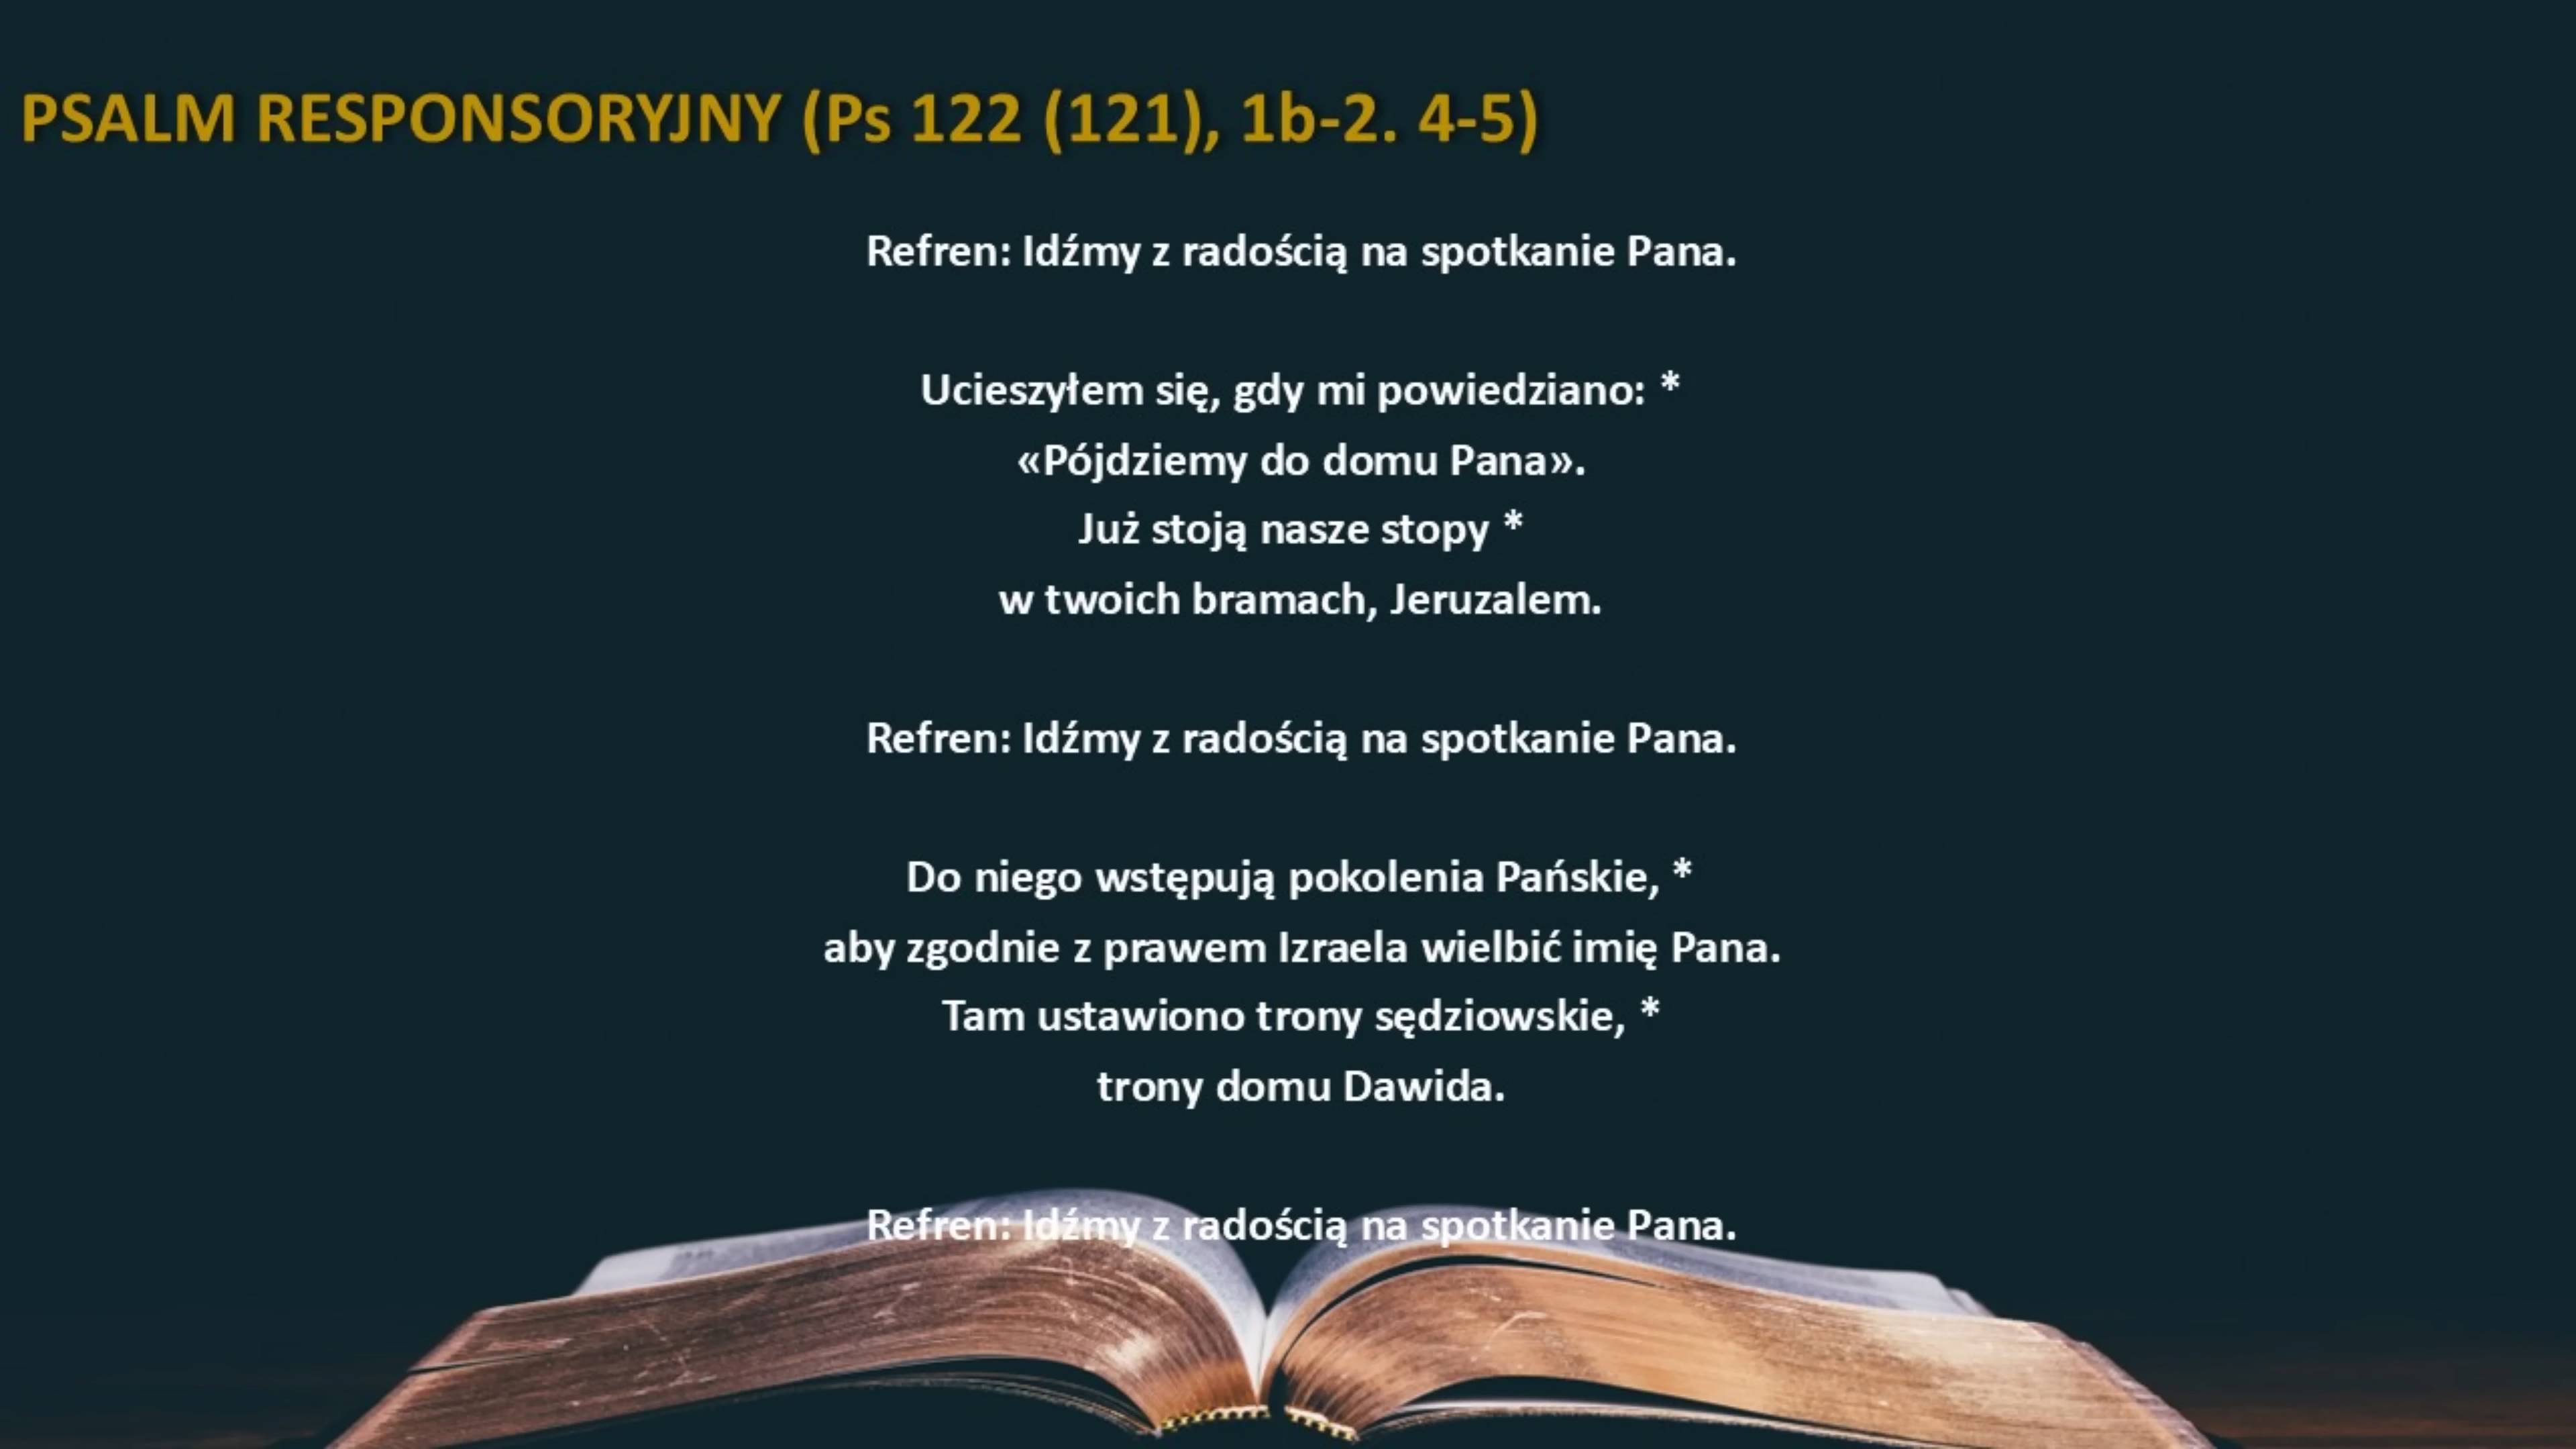 PSALM RESPONSORYJNY (Ps 122 (121), 1b-2. 4-5)
Refren: Idźmy z radością na spotkanie Pana.
Ucieszyłem się, gdy mi powiedziano: *
«Pójdziemy do domu Pana».
Już stoją nasze stopy *
w twoich bramach, Jeruzalem.
Refren: Idźmy z radością na spotkanie Pana.
Do niego wstępują pokolenia Pańskie, *
aby zgodnie z prawem Izraela wielbić imię Pana.
Tam ustawiono trony sędziowskie, *
trony domu Dawida.
Refren: Idźmy z radością na spotkanie Pana.